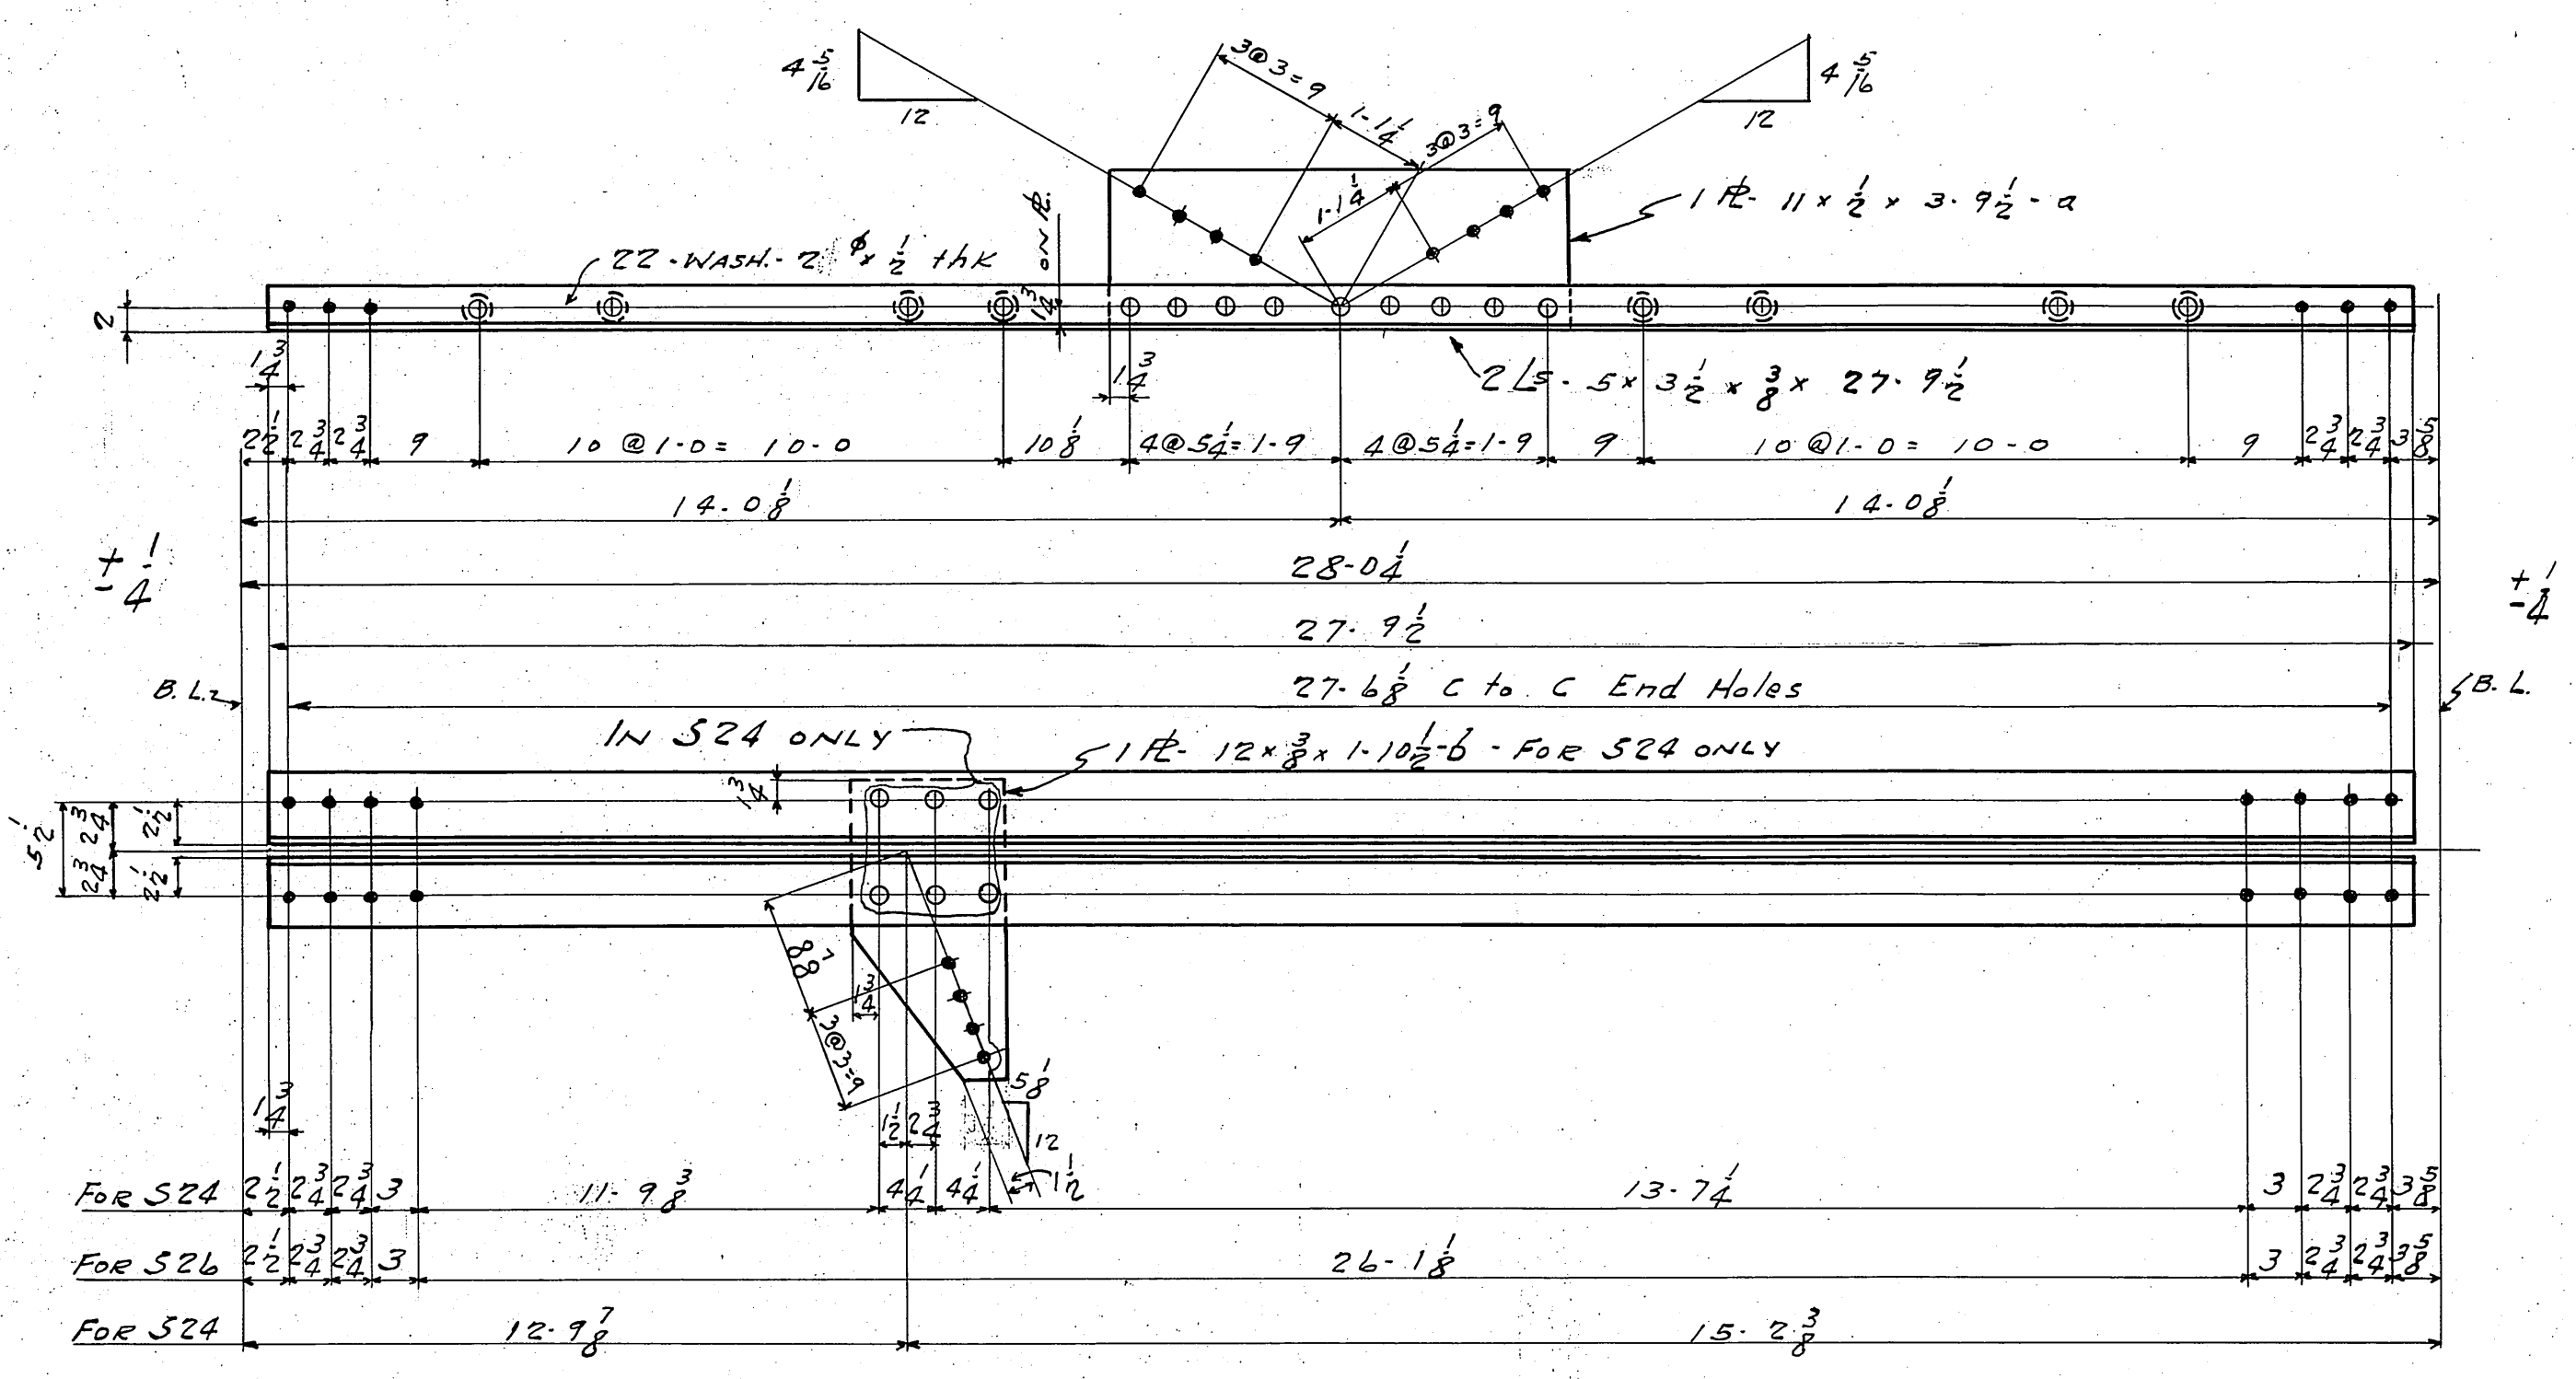 4 5/16
12
3@3=9
1-1 1/4
3@3=9
1-1 1/4
4 5/16
12
1 PL- 11 x 1/2 x 3-9 1/2 - a
22-WASH.- 2 φ x 1/2 thk
1 3/4 ON PL.
2
1 3/4
1 3/4
2 Ls - 5 x 3 1/2 x 3/8 x 27-9 1/2
2 1/2 2 3/4 2 3/4 9 10 @ 1-0 = 10-0 10 1/8 4@5 1/4=1-9 4@5 1/4=1-9 9 10 @1-0 = 10-0 9 2 3/4 2 3/4 3 5/8
14-0 1/8 14-0 1/8
± 1/4 28-0 1/4 ± 1/4
27-9 1/2
B.L. 27-6 1/8 C to C End Holes B.L.
IN S24 ONLY
1 PL- 12 x 3/8 x 1-10 1/2-b - FOR S24 ONLY
1 3/4
5 1/2 2 3/4 2 1/2
2 3/4 2 1/2
8 7/8
1 3/4
3@3=9
5 1/8
12
1 3/4
1 1/2 2 3/4
1 1/2
FOR S24 2 1/2 2 3/4 2 3/4 3 11-9 3/8 4 1/4 4 1/4 13-7 1/4 3 2 3/4 2 3/4 3 5/8
FOR S26 2 1/2 2 3/4 2 3/4 3 26-1 1/8 3 2 3/4 2 3/4 3 5/8
FOR S24 12-9 7/8 15-2 3/8